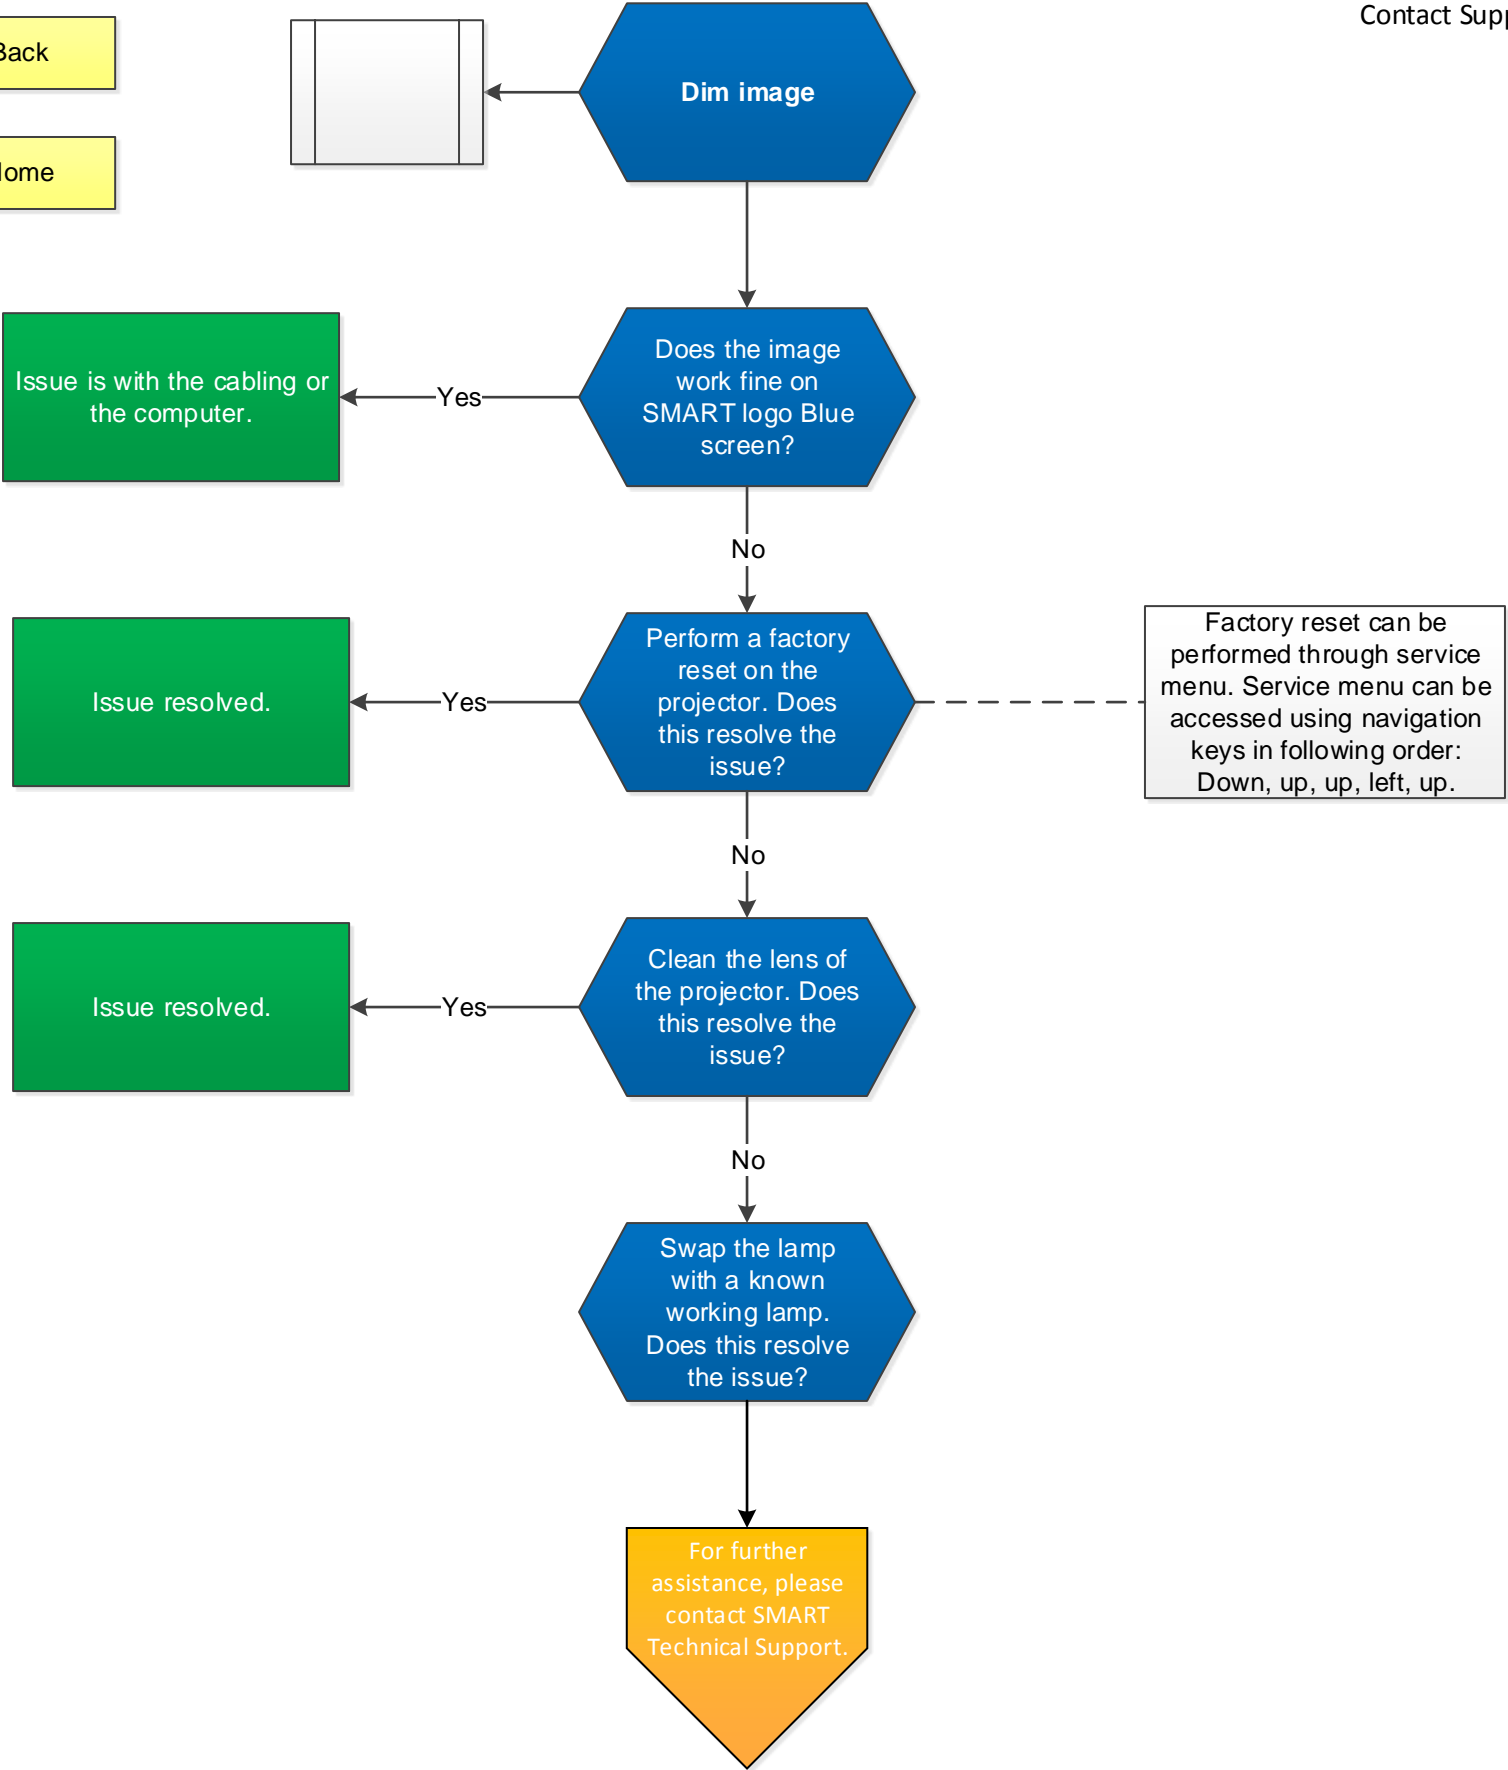 Contact Supp
Back
Home
Dim image
Does the image
work fine on
SMART logo Blue
screen?
Yes
Issue is with the cabling or
the computer.
No
Perform a factory
reset on the
projector. Does
this resolve the
issue?
Yes
Issue resolved.
Factory reset can be
performed through service
menu. Service menu can be
accessed using navigation
keys in following order:
Down, up, up, left, up.
No
Clean the lens of
the projector. Does
this resolve the
issue?
Yes
Issue resolved.
No
Swap the lamp
with a known
working lamp.
Does this resolve
the issue?
For further
assistance, please
contact SMART
Technical Support.